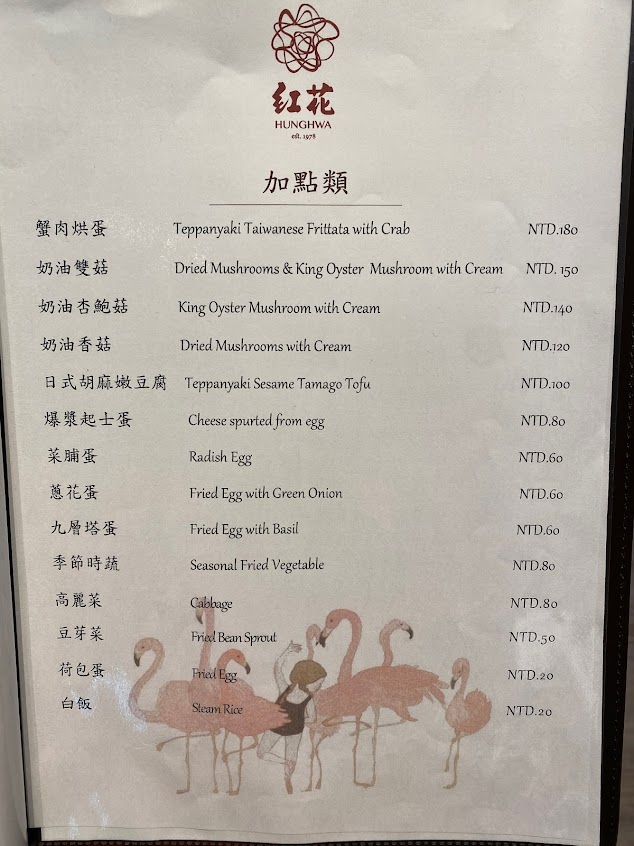 红花
HUNGHWA
est. 1978
加點類
蟹肉烘蛋 Teppanyaki Taiwanese Frittata with Crab NTD.180
奶油雙菇 Dried Mushrooms & King Oyster Mushroom with Cream NTD. 150
奶油杏鮑菇 King Oyster Mushroom with Cream NTD.140
奶油香菇 Dried Mushrooms with Cream NTD.120
日式胡麻嫩豆腐 Teppanyaki Sesame Tamago Tofu NTD.100
爆漿起士蛋 Cheese spurted from egg NTD.80
菜脯蛋 Radish Egg NTD.60
蔥花蛋 Fried Egg with Green Onion NTD.60
九層塔蛋 Fried Egg with Basil NTD.60
季節時蔬 Seasonal Fried Vegetable NTD.80
高麗菜 Cabbage NTD.80
豆芽菜 Fried Bean Sprout NTD.50
荷包蛋 Fried Egg NTD.20
白飯 Steam Rice NTD.20